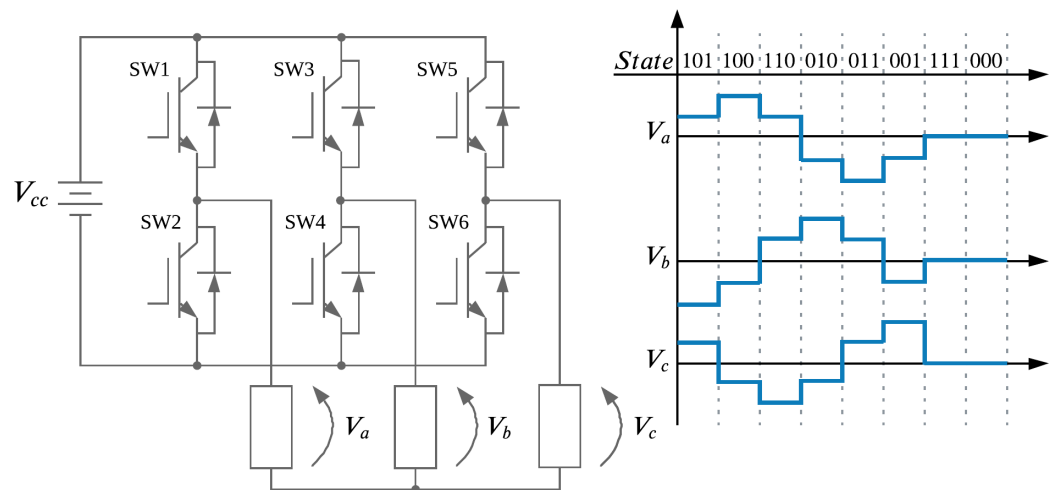 SW1 SW3 SW5
V_cc
SW2 SW4 SW6
V_a V_b V_c
State 101 100 110 010 011 001 111 000
V_a
V_b
V_c